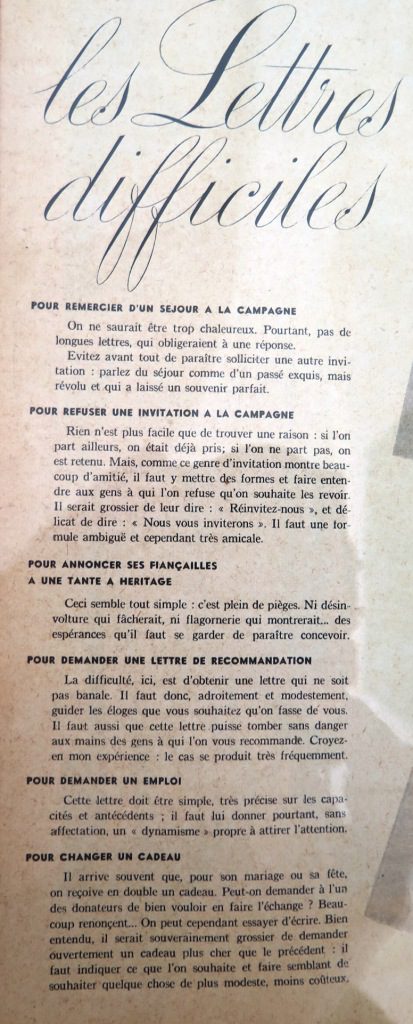 les Lettres
difficiles
POUR REMERCIER D'UN SEJOUR A LA CAMPAGNE
On ne saurait être trop chaleureux. Pourtant, pas de
longues lettres, qui obligeraient à une réponse.
Evitez avant tout de paraître solliciter une autre invi-
tation : parlez du séjour comme d'un passé exquis, mais
révolu et qui a laissé un souvenir parfait.
POUR REFUSER UNE INVITATION A LA CAMPAGNE
Rien n'est plus facile que de trouver une raison : si l'on
part ailleurs, on était déjà pris; si l'on ne part pas, on
est retenu. Mais, comme ce genre d'invitation montre beau-
coup d'amitié, il faut y mettre des formes et faire enten-
dre aux gens à qui l'on refuse qu'on souhaite les revoir.
Il serait grossier de leur dire : « Réinvitez-nous », et dé-
licat de dire : « Nous vous inviterons ». Il faut une for-
mule ambiguë et cependant très amicale.
POUR ANNONCER SES FIANÇAILLES
A UNE TANTE A HERITAGE
Ceci semble tout simple : c'est plein de pièges. Ni désin-
volture qui fâcherait, ni flagornerie qui montrerait... des
espérances qu'il faut se garder de paraître concevoir.
POUR DEMANDER UNE LETTRE DE RECOMMANDATION
La difficulté, ici, est d'obtenir une lettre qui ne soit
pas banale. Il faut donc, adroitement et modestement,
guider les éloges que vous souhaitez qu'on fasse de vous.
Il faut aussi que cette lettre puisse tomber sans danger
aux mains des gens à qui l'on vous recommande. Croyez-
en mon expérience : le cas se produit très fréquemment.
POUR DEMANDER UN EMPLOI
Cette lettre doit être simple, très précise sur les capa-
cités et antécédents ; il faut lui donner pourtant, sans
affectation, un « dynamisme » propre à attirer l'attention.
POUR CHANGER UN CADEAU
Il arrive souvent que, pour son mariage ou sa fête,
on reçoive en double un cadeau. Peut-on demander à l'un
des donateurs de bien vouloir en faire l'échange ? Beau-
coup renoncent... On peut cependant essayer d'écrire. Bien
entendu, il serait souverainement grossier de demander
ouvertement un cadeau plus cher que le précédent : il
faut indiquer ce que l'on souhaite et faire semblant de
souhaiter quelque chose de plus modeste, moins coûteux.